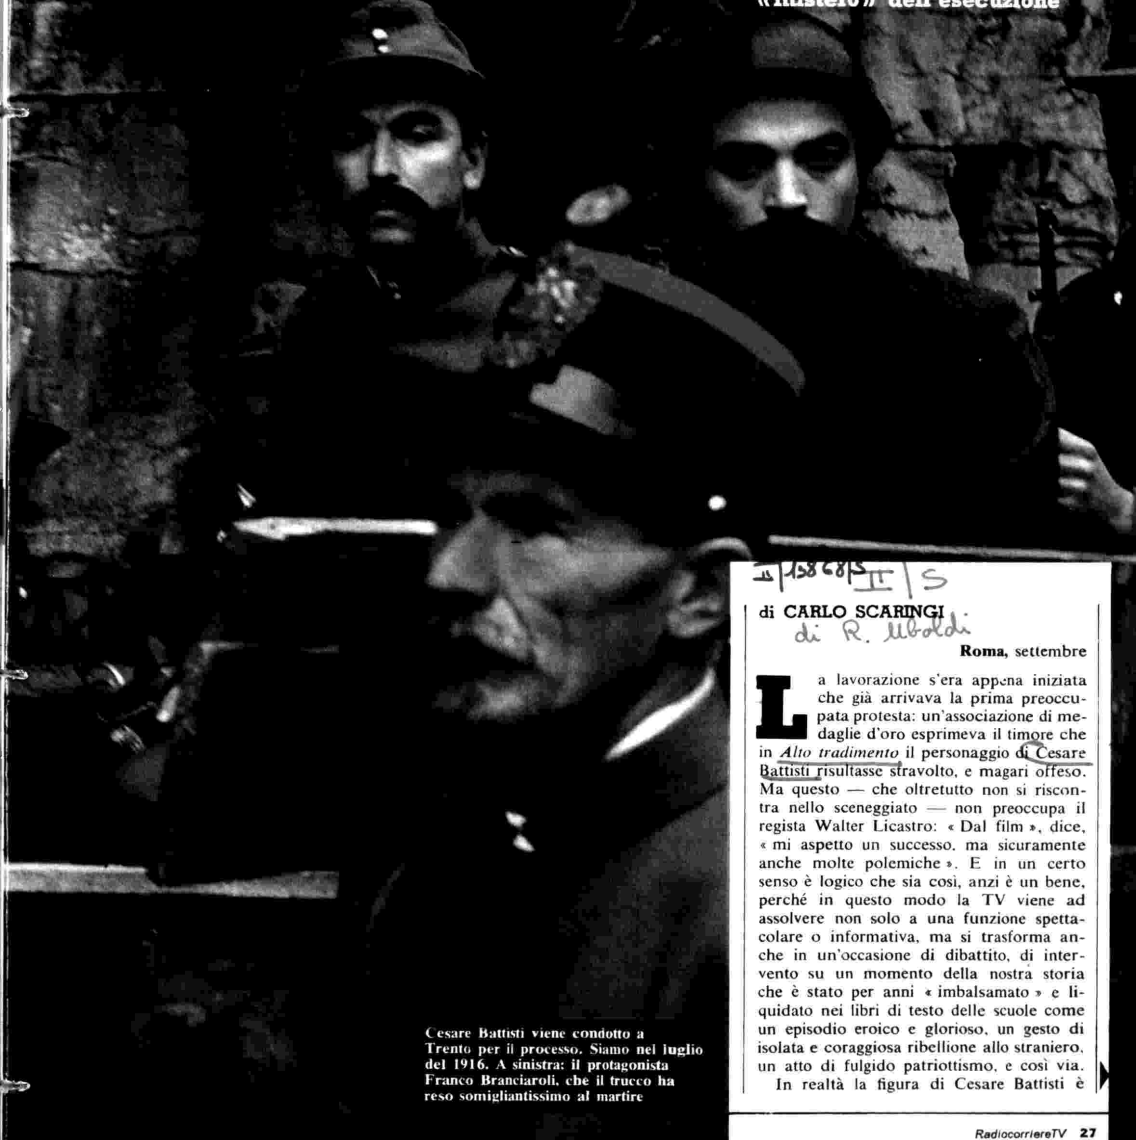 «mistero» dell'esecuzione
II/13868/S II/S
di CARLO SCARINGI
di R. Uboldi
Roma, settembre
La lavorazione s'era appena iniziata
che già arrivava la prima preoccu-
pata protesta: un'associazione di me-
daglie d'oro esprimeva il timore che
in Alto tradimento il personaggio di Cesare
Battisti risultasse stravolto, e magari offeso.
Ma questo — che oltretutto non si riscon-
tra nello sceneggiato — non preoccupa il
regista Walter Licastro: « Dal film », dice,
« mi aspetto un successo, ma sicuramente
anche molte polemiche ». E in un certo
senso è logico che sia così, anzi è un bene,
perché in questo modo la TV viene ad
assolvere non solo a una funzione spetta-
colare o informativa, ma si trasforma an-
che in un'occasione di dibattito, di inter-
vento su un momento della nostra storia
che è stato per anni « imbalsamato » e li-
quidato nei libri di testo delle scuole come
un episodio eroico e glorioso, un gesto di
isolata e coraggiosa ribellione allo straniero,
un atto di fulgido patriottismo, e così via.
In realtà la figura di Cesare Battisti è
Cesare Battisti viene condotto a
Trento per il processo. Siamo nel luglio
del 1916. A sinistra: il protagonista
Franco Branciaroli, che il trucco ha
reso somigliantissimo al martire
RadiocorriereTV 27